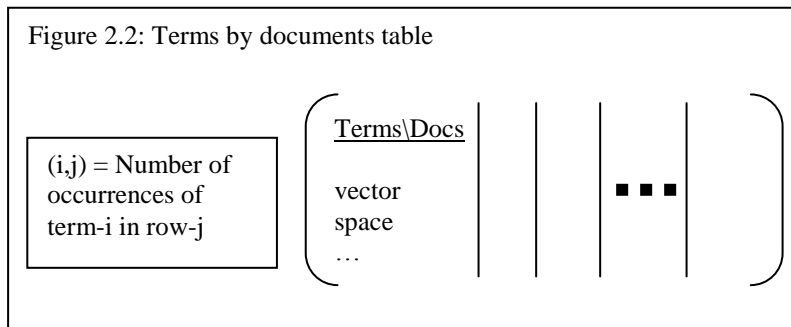 Figure 2.2: Terms by documents table
(i,j) = Number of
occurrences of
term-i in row-j
Terms\Docs
vector
space
…